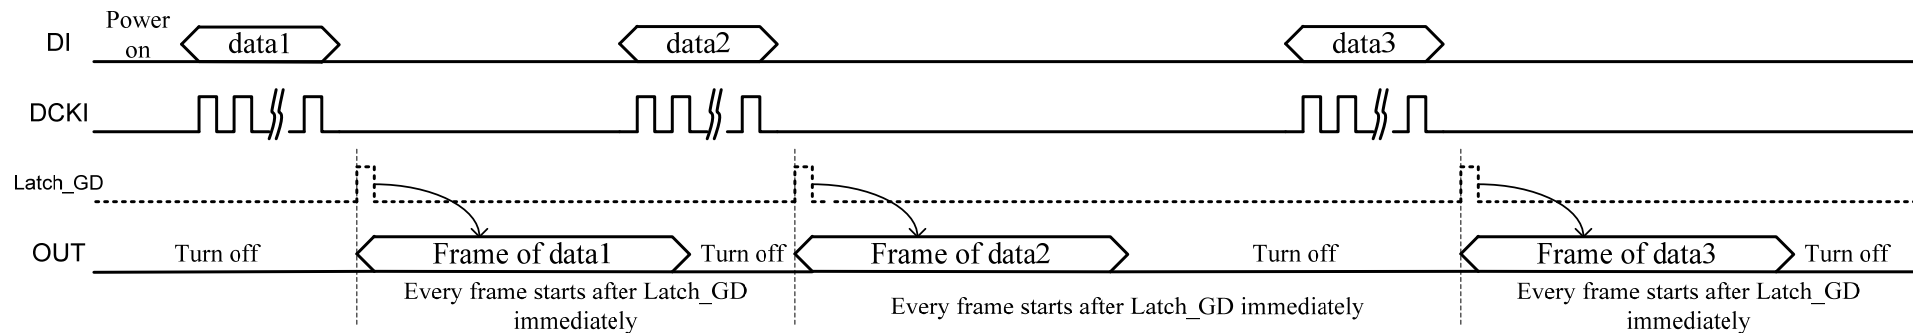 Power
on
DI
data1
data2
data3
DCKI
Latch_GD
OUT
Turn off
Frame of data1
Turn off
Frame of data2
Turn off
Frame of data3
Turn off
Every frame starts after Latch_GD
immediately
Every frame starts after Latch_GD immediately
Every frame starts after Latch_GD
immediately